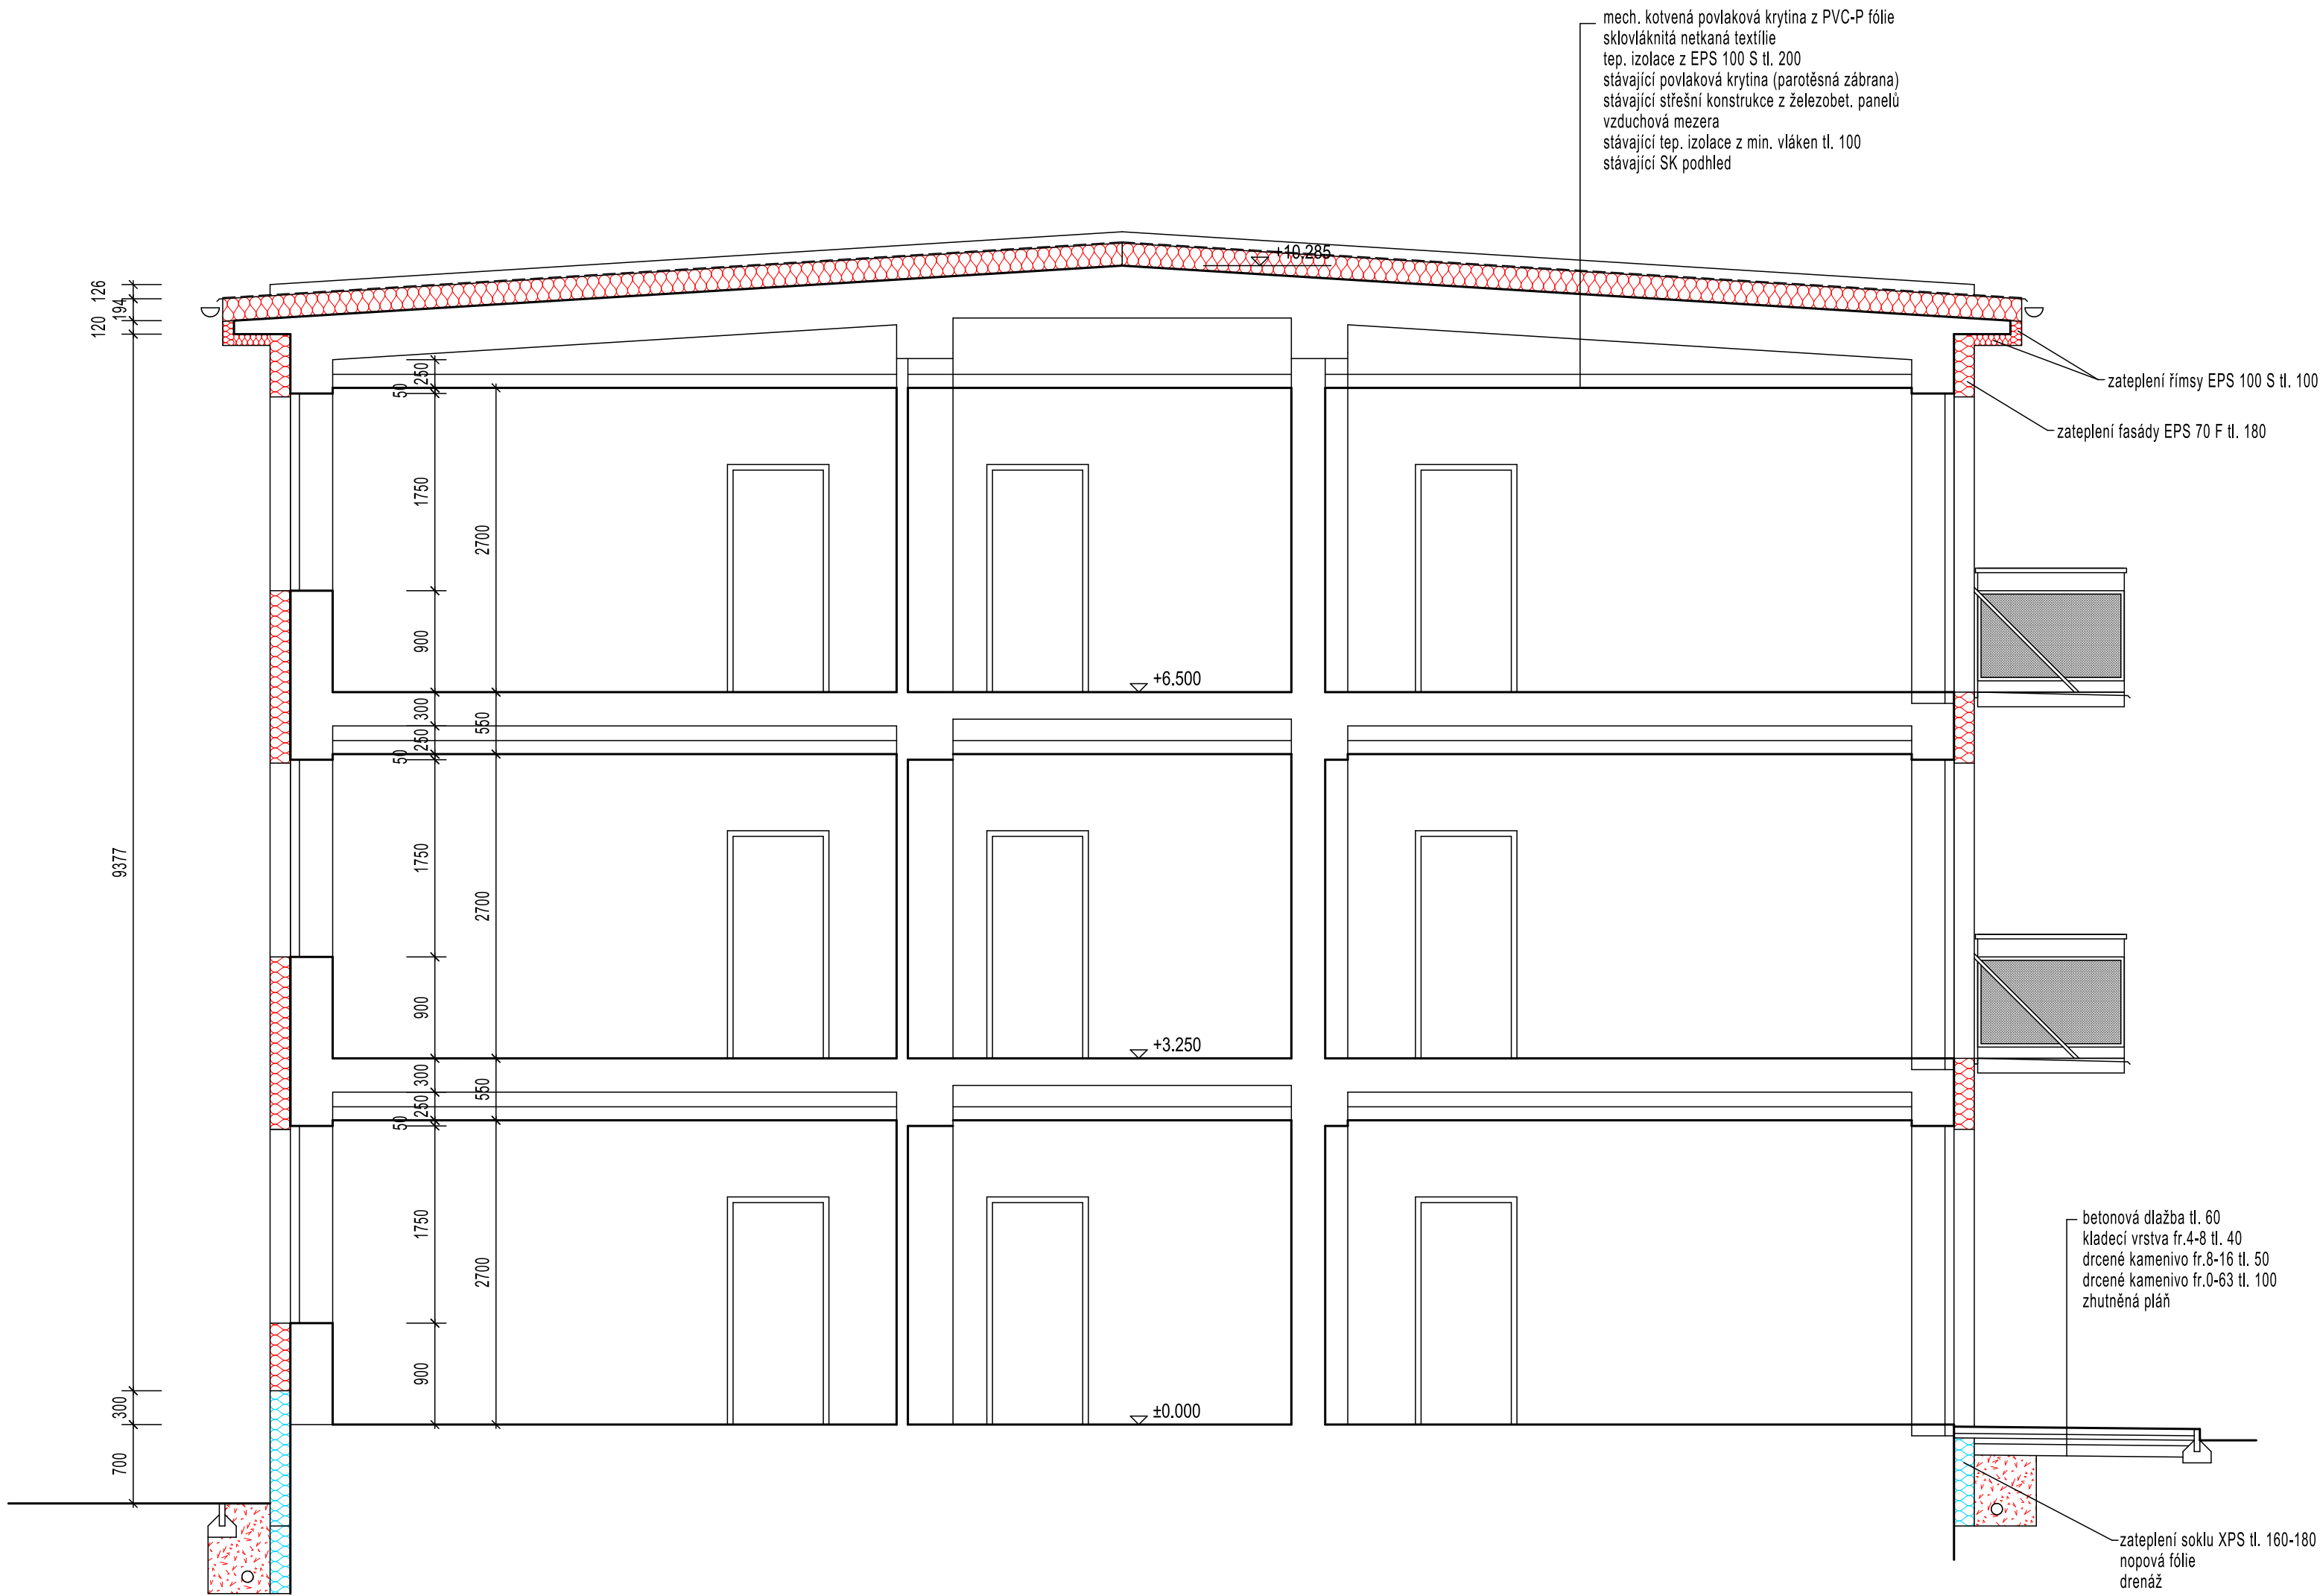 mech. kotvená povlaková krytina z PVC-P fólie
sklovláknitá netkaná textílie
tep. izolace z EPS 100 S tl. 200
stávající povlaková krytina (parotěsná zábrana)
stávající střešní konstrukce z železobet. panelů
vzduchová mezera
stávající tep. izolace z min. vláken tl. 100
stávající SK podhled
+10.285
126
194
120
250
50
zateplení římsy EPS 100 S tl. 100
zateplení fasády EPS 70 F tl. 180
1750
2700
900
+6.500
300
550
250
50
9377
1750
2700
900
+3.250
300
550
250
50
1750
2700
900
betonová dlažba tl. 60
kladecí vrstva fr.4-8 tl. 40
drcené kamenivo fr.8-16 tl. 50
drcené kamenivo fr.0-63 tl. 100
zhutněná pláň
300
±0.000
700
zateplení soklu XPS tl. 160-180
nopová fólie
drenáž